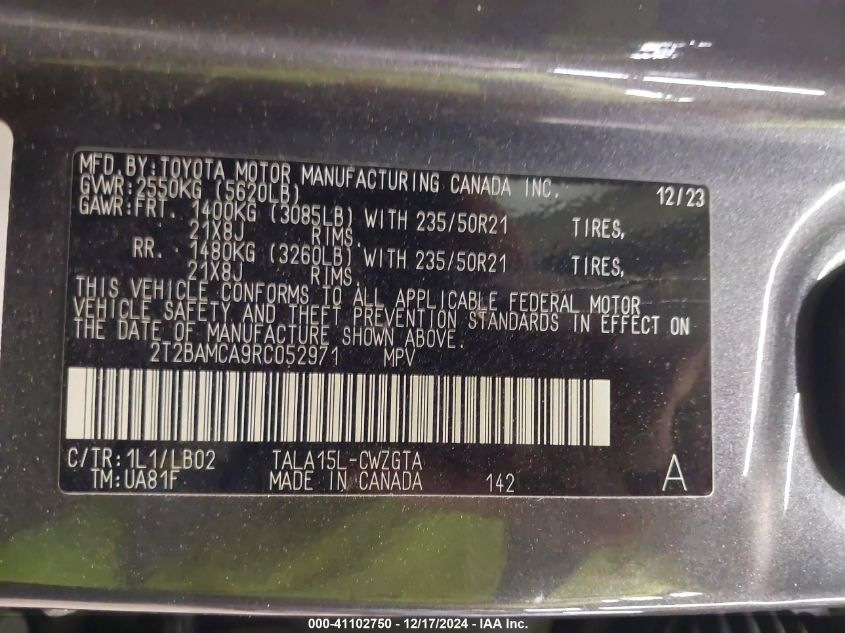 MFD.BY:TOYOTA MOTOR MANUFACTURING CANADA INC. 12/23
GVWR:2550KG (5620LB)
GAWR:FRT. 1400KG (3085LB) WITH 235/50R21 TIRES,
21X8J RIMS.
RR. 1480KG (3260LB) WITH 235/50R21 TIRES,
21X8J RIMS.
THIS VEHICLE CONFORMS TO ALL APPLICABLE FEDERAL MOTOR
VEHICLE SAFETY AND THEFT PREVENTION STANDARDS IN EFFECT ON
THE DATE OF MANUFACTURE SHOWN ABOVE.
2T2BAMCA9RC052971 MPV
C/TR:1L1/LB02 TALA15L-CWZGTA
TM:UA81F MADE IN CANADA 142 A
000-41102750 - 12/17/2024 - IAA Inc.